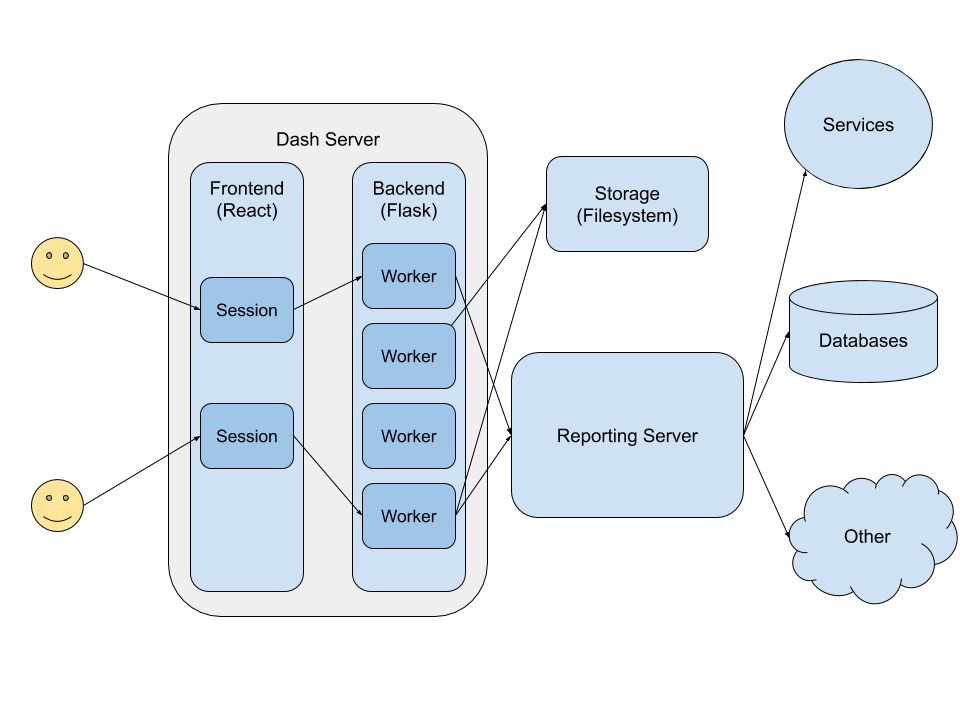 Dash Server
Frontend
(React)
Session
Session
Backend
(Flask)
Worker
Worker
Worker
Worker
Storage
(Filesystem)
Reporting Server
Services
Databases
Other